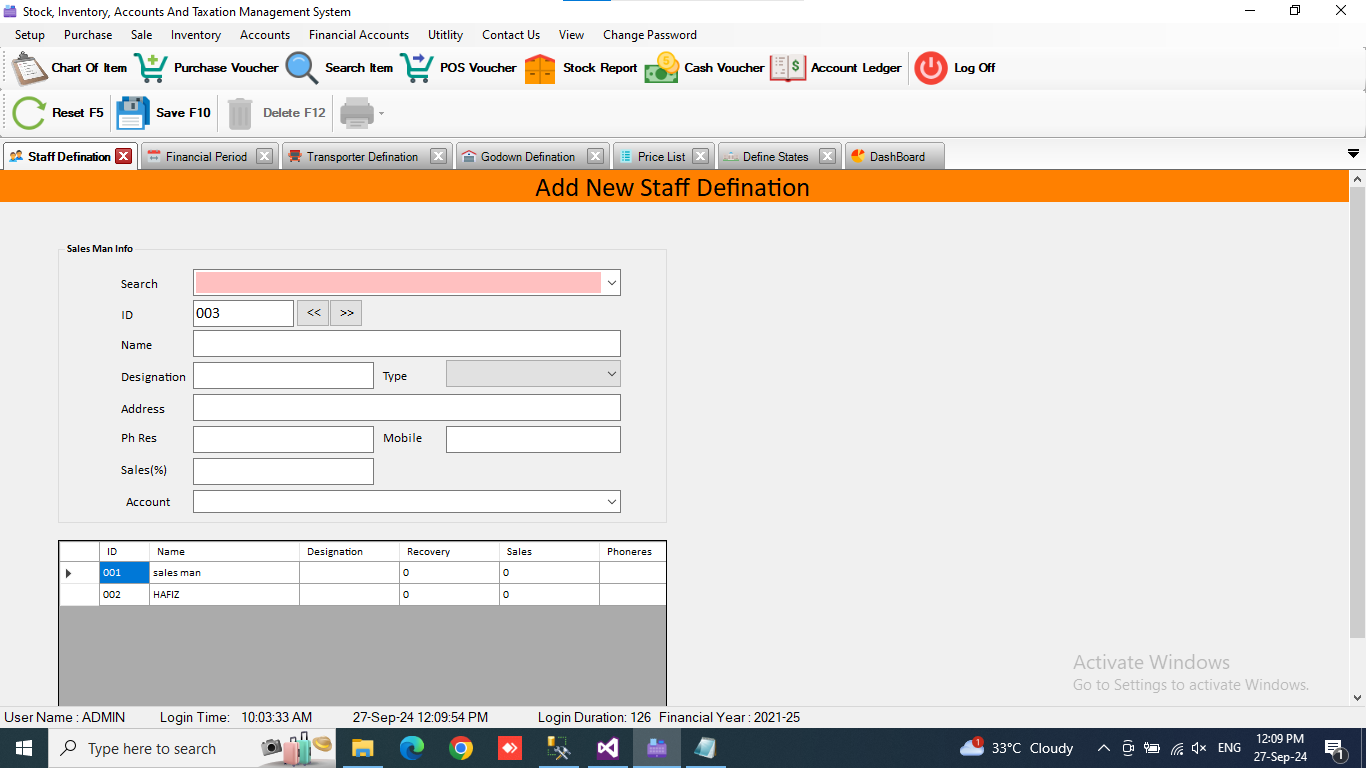 Stock, Inventory, Accounts And Taxation Management System
Setup Purchase Sale Inventory Accounts Financial Accounts Utitlity Contact Us View Change Password
Chart Of Item Purchase Voucher Search Item POS Voucher Stock Report Cash Voucher Account Ledger Log Off
Reset F5 Save F10 Delete F12
Staff Defination Financial Period Transporter Defination Godown Defination Price List Define States DashBoard
Add New Staff Defination
Sales Man Info
Search
ID 003 << >>
Name
Designation Type
Address
Ph Res Mobile
Sales(%)
Account
ID Name Designation Recovery Sales Phoneres
001 sales man 0 0
002 HAFIZ 0 0
Activate Windows
Go to Settings to activate Windows.
User Name : ADMIN Login Time: 10:03:33 AM 27-Sep-24 12:09:54 PM Login Duration: 126 Financial Year : 2021-25
Type here to search 33°C Cloudy ENG 12:09 PM
27-Sep-24 1